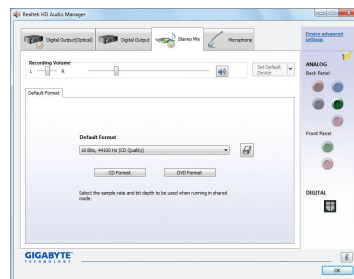 Realtek HD Audio Manager
Digital Output(Optical)
Digital Output
Stereo Mix
Microphone
Device advanced
settings
Recording Volume
L
R
Set Default
Device
ANALOG
Back Panel
Default Format
Default Format
16 Bits, 44100 Hz (CD Quality)
CD Format
DVD Format
Select the sample rate and bit depth to be used when running in shared
mode.
Front Panel
DIGITAL
GIGABYTE™
TECHNOLOGY
i
OK